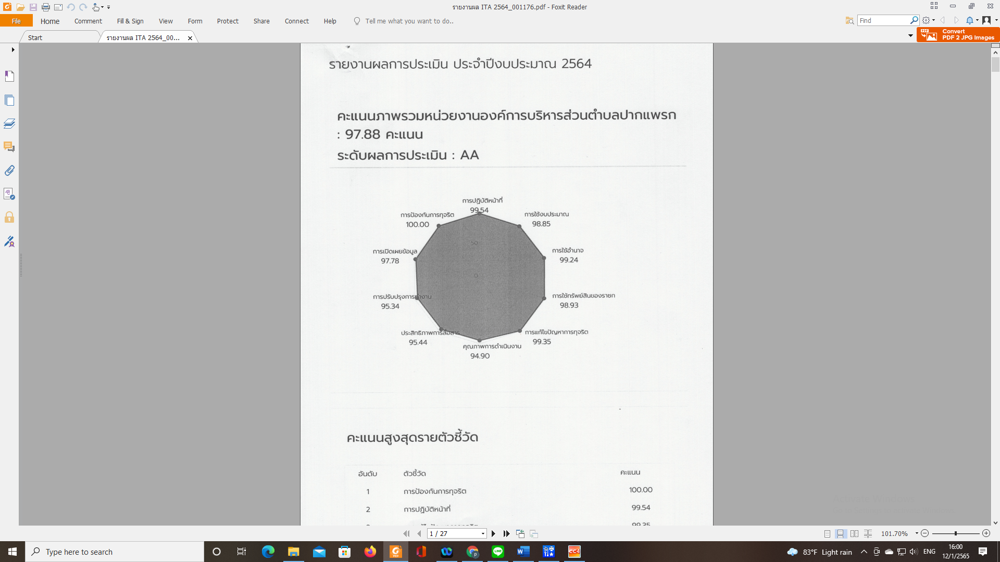 รายงานผล ITA 2564_001176.pdf - Foxit Reader
File Home Comment Fill & Sign View Form Protect Share Connect Help Tell me what you want to do.. Find
Start รายงานผล ITA 2564_00... Convert
PDF 2 JPG Images
รายงานผลการประเมิน ประจำปีงบประมาณ 2564
คะแนนภาพรวมหน่วยงานองค์การบริหารส่วนตำบลปากแพรก
: 97.88 คะแนน
ระดับผลการประเมิน : AA
การปฏิบัติหน้าที่
99.54
การป้องกันการทุจริต
100.00
การใช้งบประมาณ
98.85
50
การเปิดเผยข้อมูล
97.78
การใช้อำนาจ
99.24
0
การปรับปรุงการทำงาน
95.34
การใช้ทรัพย์สินของราชก
98.93
ประสิทธิภาพการสื่อสาร
95.44
การแก้ไขปัญหาการทุจริต
99.35
คุณภาพการดำเนินงาน
94.90
คะแนนสูงสุดรายตัวชี้วัด
อันดับ ตัวชี้วัด คะแนน
1 การป้องกันการทุจริต 100.00
2 การปฏิบัติหน้าที่ 99.54
1 / 27
101.70%
Type here to search
83°F Light rain
ENG
16:00
12/1/2565